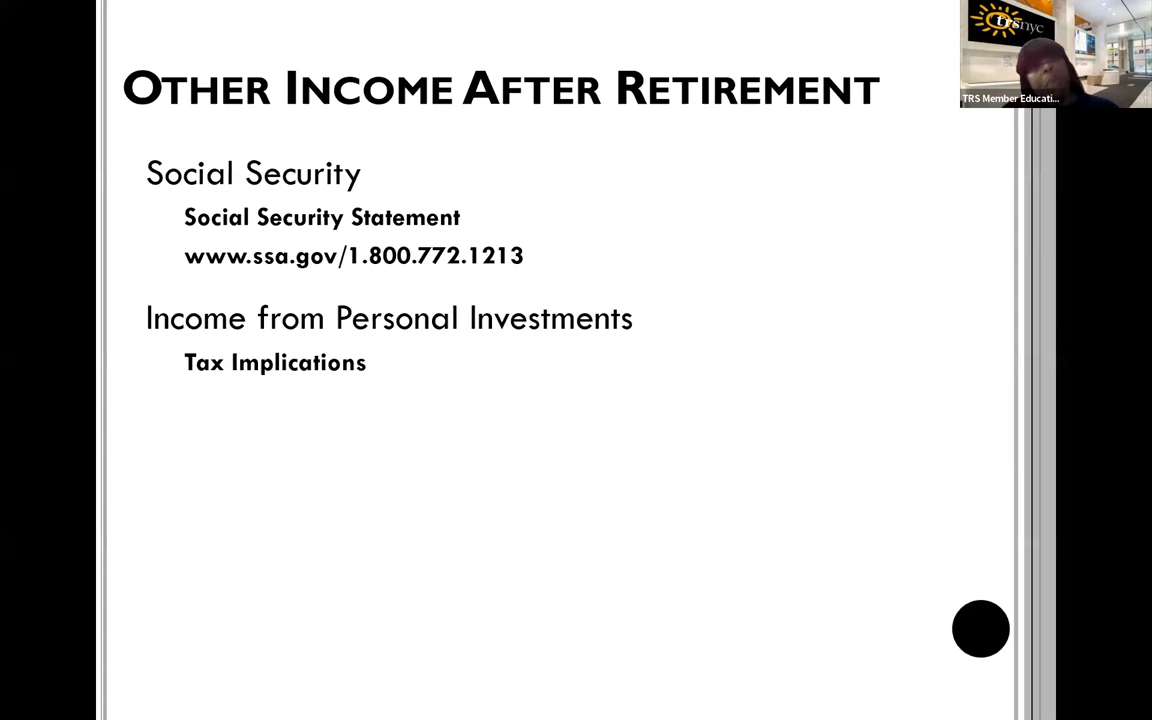 OTHER INCOME AFTER RETIREMENT
Social Security
Social Security Statement
www.ssa.gov/1.800.772.1213
Income from Personal Investments
Tax Implications
trsnyc
TRS Member Educati...